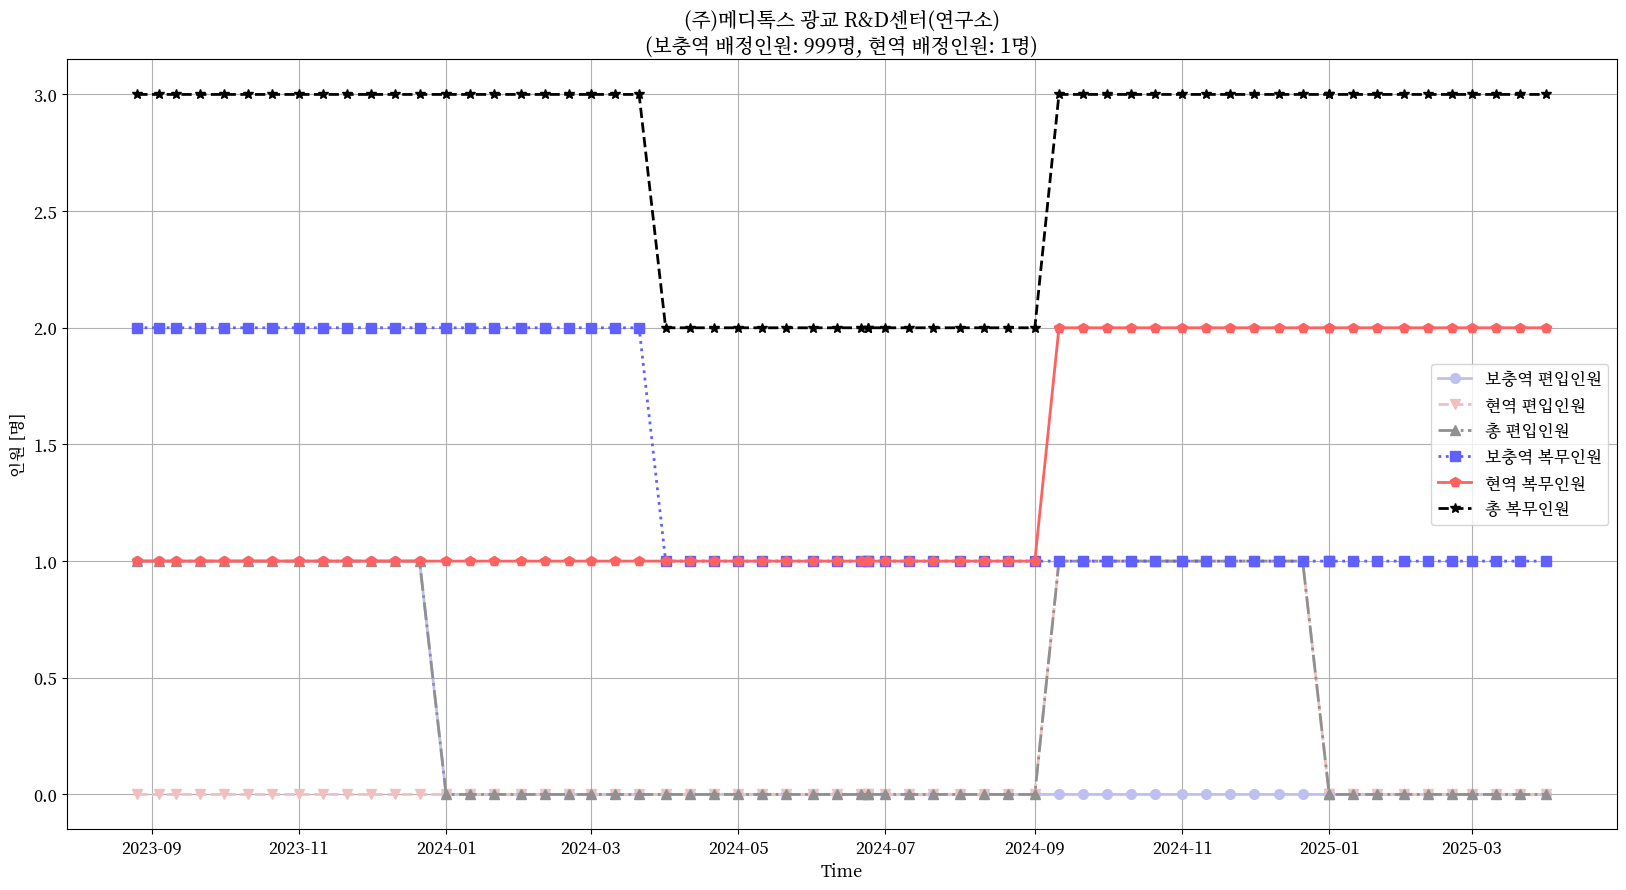 (주)메디톡스 광교 R&D센터(연구소)
(보충역 배정인원: 999명, 현역 배정인원: 1명)
인원 [명]
3.0
2.5
2.0
1.5
1.0
0.5
0.0
보충역 편입인원
현역 편입인원
총 편입인원
보충역 복무인원
현역 복무인원
총 복무인원
2023-09 2023-11 2024-01 2024-03 2024-05 2024-07 2024-09 2024-11 2025-01 2025-03
Time